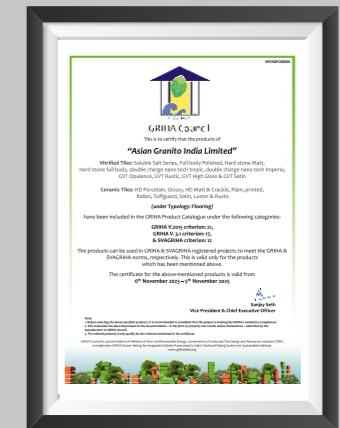 GRIHA Council
This is to certify that the products of
"Asian Granito India Limited"
Vitrified Tiles: Soluble Salt Series, Full body Polished, Hard stone Matt,
Hard stone full body, double charge nano tech tropic, double charge nano tech Imperio,
GVT Opulence, GVT Rustic, GVT High Gloss & GVT Satin
Ceramic Tiles: HD Porcelain, Glossy, HD Matt & Crackle, Plain, printed,
Italian, Tuffguard, Satin, Luster & Rustic
(under Typology: Flooring)
have been included in the GRIHA Product Catalogue under the following categories:
GRIHA V.2015 criterion: 21,
GRIHA V. 3.1 criterion: 17,
& SVAGRIHA criterion: 12
The products can be used in GRIHA & SVAGRIHA registered projects to meet the GRIHA &
SVAGRIHA norms, respectively. This is valid only for the products
which has been mentioned above.
The certificate for the above-mentioned products is valid from
6th November 2023 – 5th November 2025
Sanjay Seth
Vice President & Chief Executive Officer
Note: